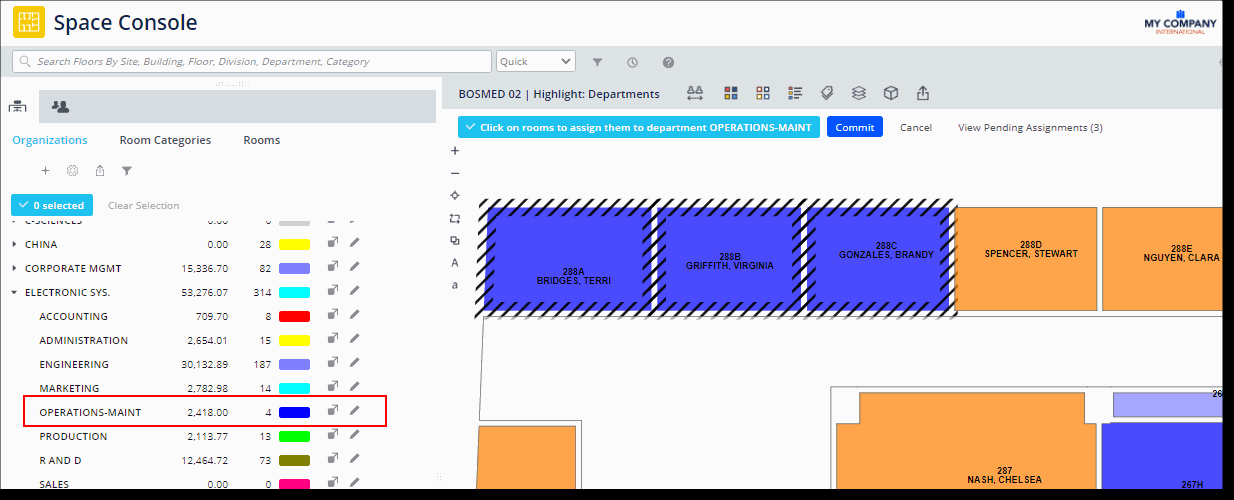 Space Console
MY COMPANY
INTERNATIONAL
Search Floors By Site, Building, Floor, Division, Department, Category
Quick
BOSMED 02 | Highlight: Departments
Click on rooms to assign them to department OPERATIONS-MAINT
Commit
Cancel
View Pending Assignments (3)
Organizations
Room Categories
Rooms
0 selected
Clear Selection
C-SCIENCES 0.00 0
CHINA 0.00 28
CORPORATE MGMT 15,336.70 82
ELECTRONIC SYS. 53,276.07 314
ACCOUNTING 709.70 8
ADMINISTRATION 2,654.01 15
ENGINEERING 30,132.89 187
MARKETING 2,782.98 14
OPERATIONS-MAINT 2,418.00 4
PRODUCTION 2,113.77 13
R AND D 12,464.72 73
SALES 0.00 0
A
a
288A
BRIDGES, TERRI
288B
GRIFFITH, VIRGINIA
288C
GONZALES, BRANDY
288D
SPENCER, STEWART
288E
NGUYEN, CLARA
26
287
NASH, CHELSEA
267H